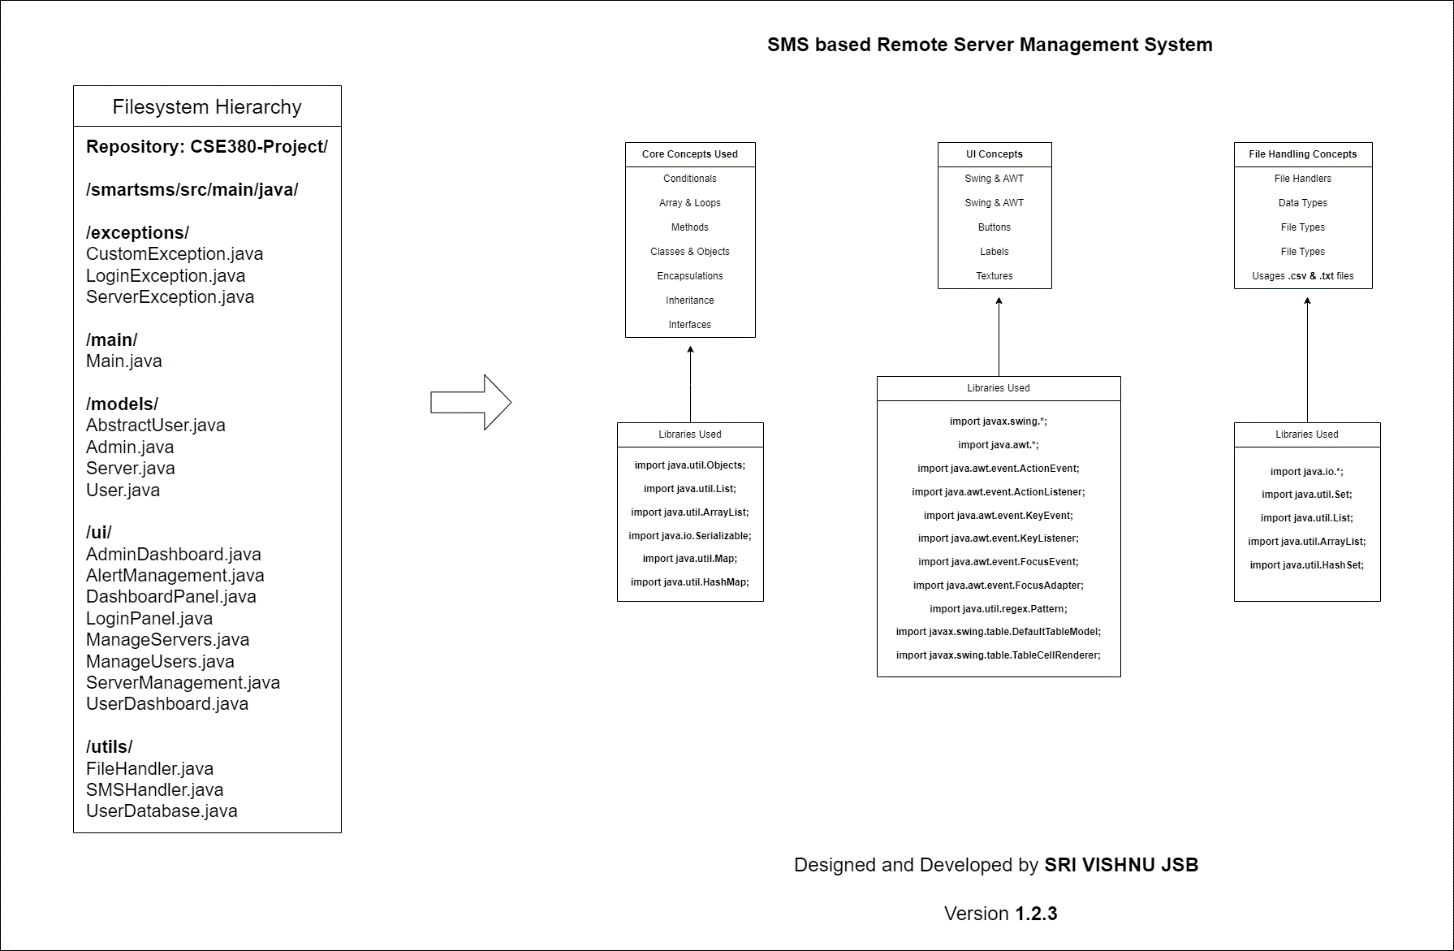 SMS based Remote Server Management System
Filesystem Hierarchy
Repository: CSE380-Project/
/smartsms/src/main/java/
/exceptions/
CustomException.java
LoginException.java
ServerException.java
/main/
Main.java
/models/
AbstractUser.java
Admin.java
Server.java
User.java
/ui/
AdminDashboard.java
AlertManagement.java
DashboardPanel.java
LoginPanel.java
ManageServers.java
ManageUsers.java
ServerManagement.java
UserDashboard.java
/utils/
FileHandler.java
SMSHandler.java
UserDatabase.java
Core Concepts Used
Conditionals
Array & Loops
Methods
Classes & Objects
Encapsulations
Inheritance
Interfaces
Libraries Used
import java.util.Objects;
import java.util.List;
import java.util.ArrayList;
import java.io.Serializable;
import java.util.Map;
import java.util.HashMap;
UI Concepts
Swing & AWT
Swing & AWT
Buttons
Labels
Textures
Libraries Used
import javax.swing.*;
import java.awt.*;
import java.awt.event.ActionEvent;
import java.awt.event.ActionListener;
import java.awt.event.KeyEvent;
import java.awt.event.KeyListener;
import java.awt.event.FocusEvent;
import java.awt.event.FocusAdapter;
import java.util.regex.Pattern;
import javax.swing.table.DefaultTableModel;
import javax.swing.table.TableCellRenderer;
File Handling Concepts
File Handlers
Data Types
File Types
File Types
Usages .csv & .txt files
Libraries Used
import java.io.*;
import java.util.Set;
import java.util.List;
import java.util.ArrayList;
import java.util.HashSet;
Designed and Developed by SRI VISHNU JSB
Version 1.2.3